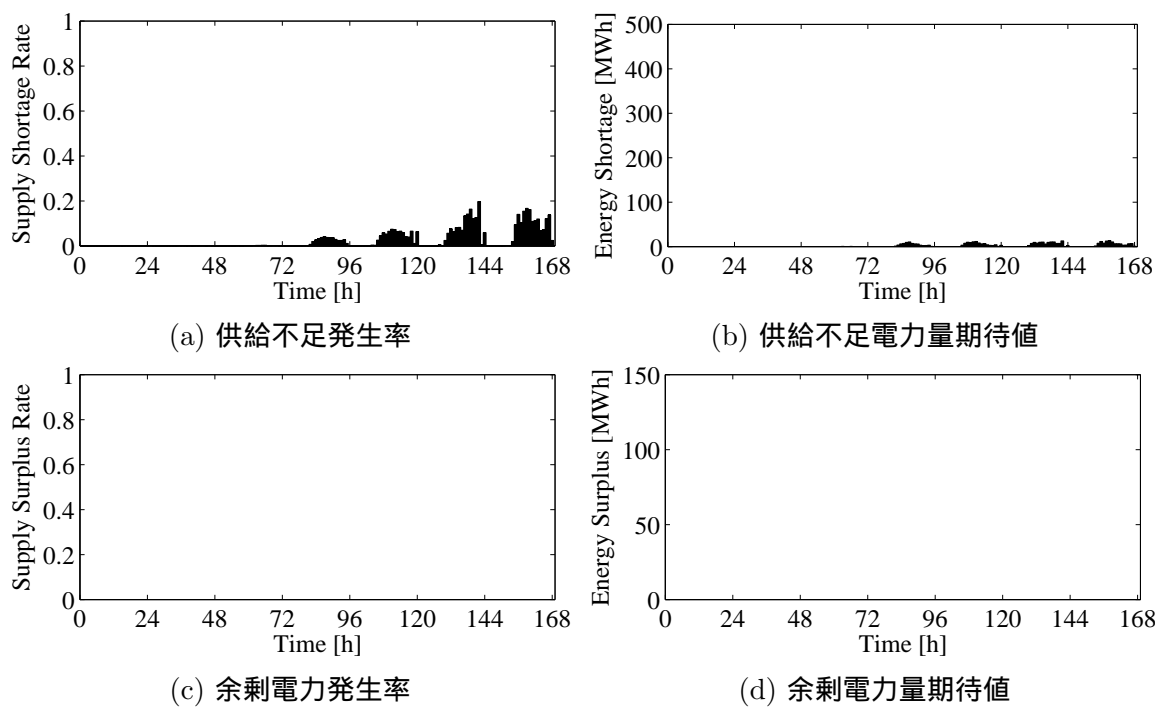 Supply Shortage Rate
1
0.8
0.6
0.4
0.2
0
0 24 48 72 96 120 144 168
Time [h]
(a) 供給不足発生率
Energy Shortage [MWh]
500
400
300
200
100
0
0 24 48 72 96 120 144 168
Time [h]
(b) 供給不足電力量期待値
Supply Surplus Rate
1
0.8
0.6
0.4
0.2
0
0 24 48 72 96 120 144 168
Time [h]
(c) 余剰電力発生率
Energy Surplus [MWh]
150
100
50
0
0 24 48 72 96 120 144 168
Time [h]
(d) 余剰電力量期待値